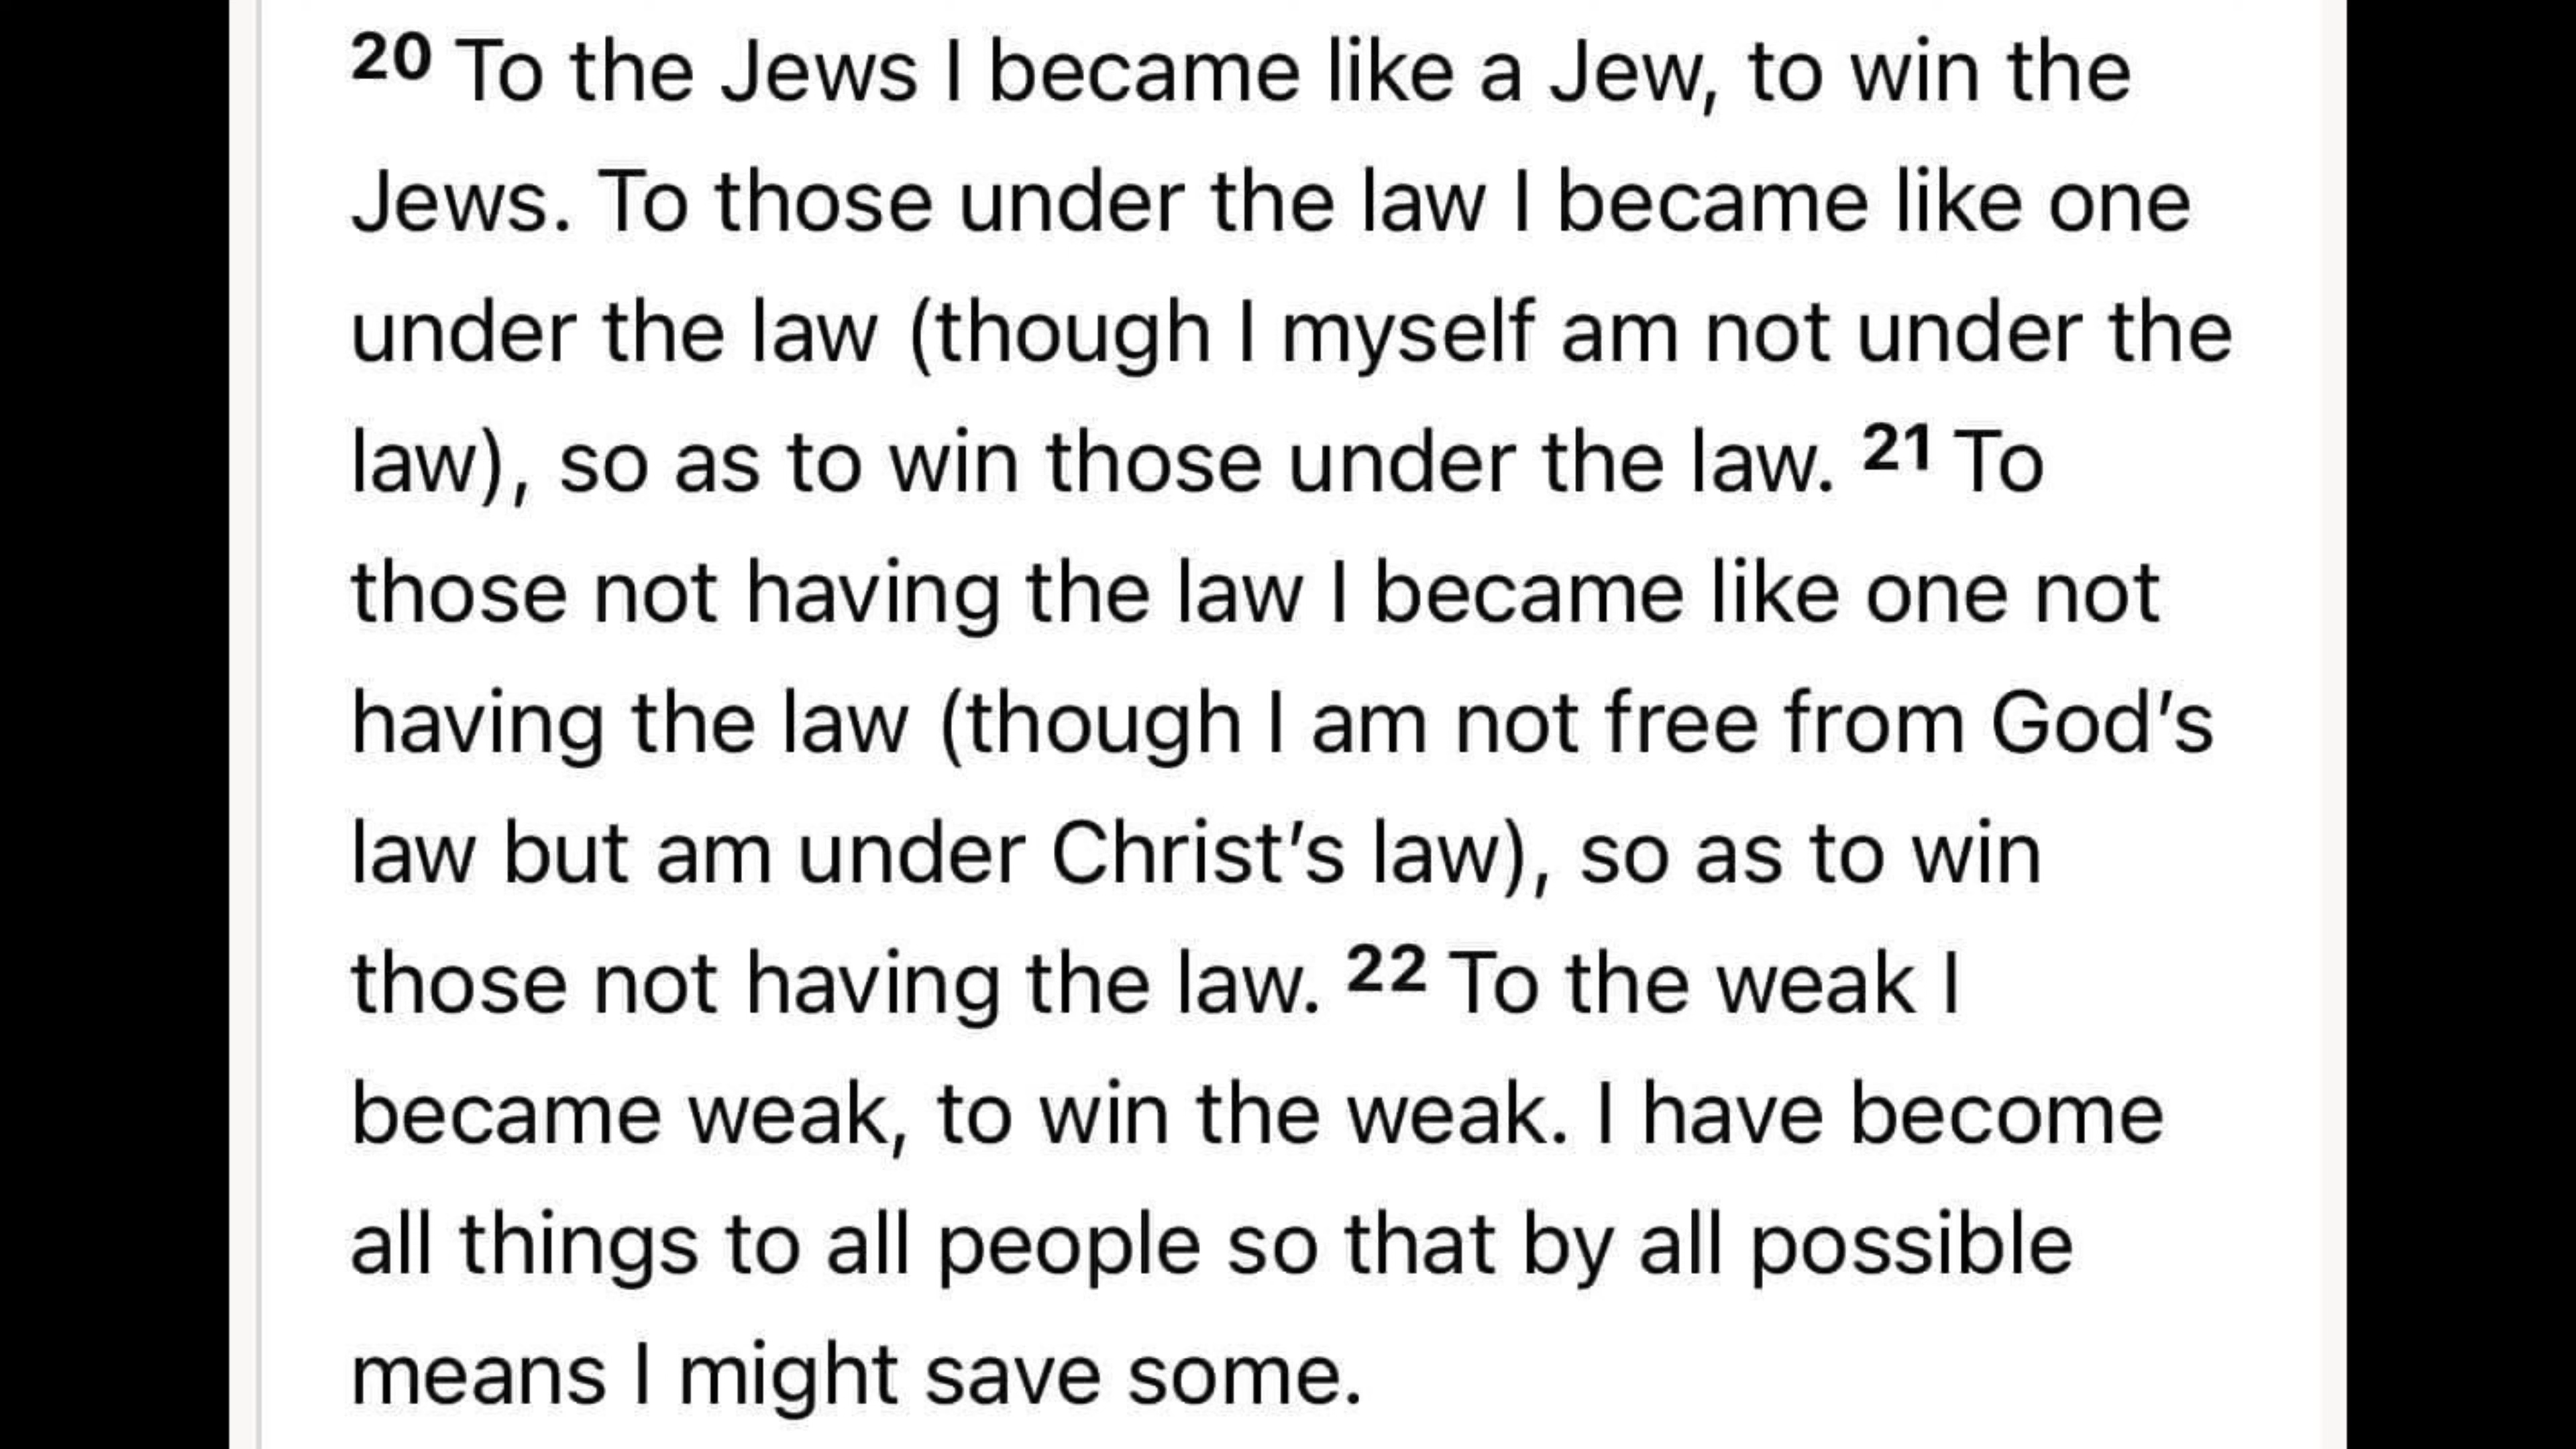 20 To the Jews I became like a Jew, to win the
Jews. To those under the law I became like one
under the law (though I myself am not under the
law), so as to win those under the law. 21 To
those not having the law I became like one not
having the law (though I am not free from God’s
law but am under Christ’s law), so as to win
those not having the law. 22 To the weak I
became weak, to win the weak. I have become
all things to all people so that by all possible
means I might save some.